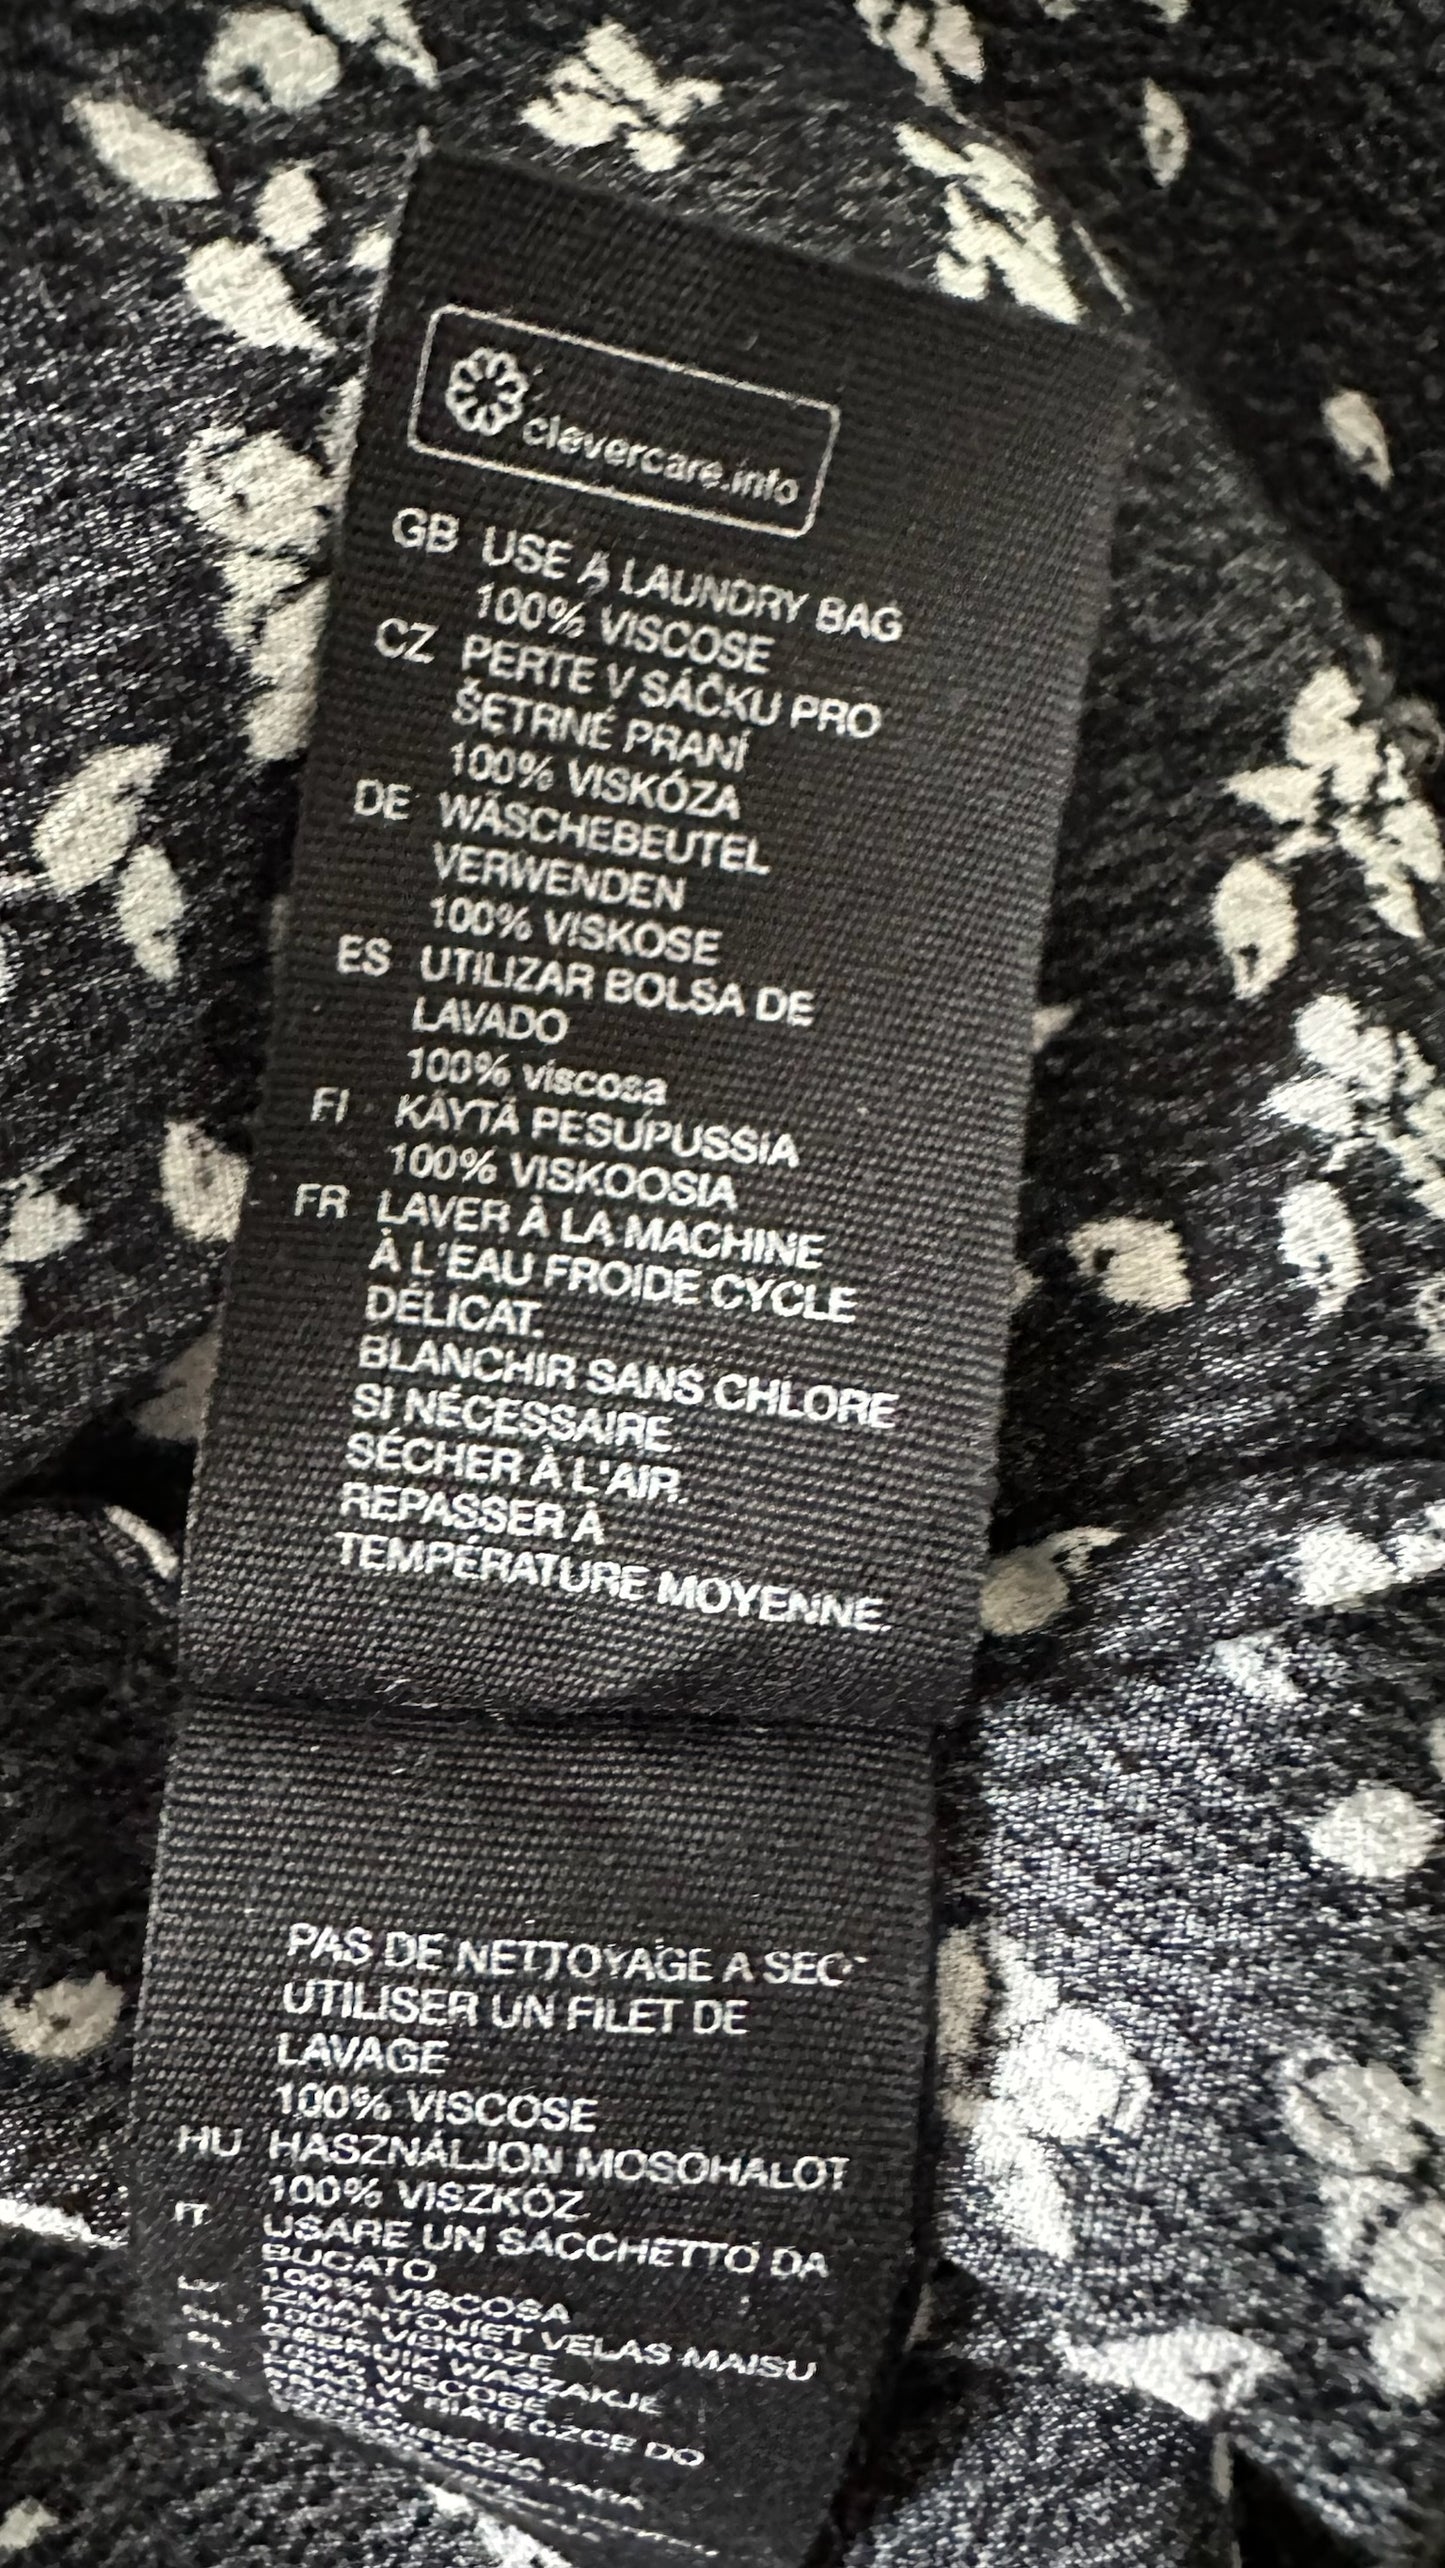 clevercare.info
GB USE A LAUNDRY BAG
100% VISCOSE
CZ PERTE V SÁČKU PRO
ŠETRNÉ PRANÍ
100% VISKÓZA
DE WÄSCHEBEUTEL
VERWENDEN
100% VISKOSE
ES UTILIZAR BOLSA DE
LAVADO
100% viscosa
FI KÄYTÄ PESUPUSSIA
100% VISKOOSIA
FR LAVER À LA MACHINE
À L'EAU FROIDE CYCLE
DÉLICAT.
BLANCHIR SANS CHLORE
SI NÉCESSAIRE.
SÉCHER À L'AIR.
REPASSER À
TEMPÉRATURE MOYENNE.
PAS DE NETTOYAGE A SEC
UTILISER UN FILET DE
LAVAGE
100% VISCOSE
HU HASZNÁLJON MOSÓHÁLÓT
100% VISZKÓZ
IT USARE UN SACCHETTO DA
BUCATO
100% VISCOSA
IZMANTOJIET VELAS MAISU
100% VISKOZE
GEBRUIK WASZAKJE
100% VISCOSE
DO